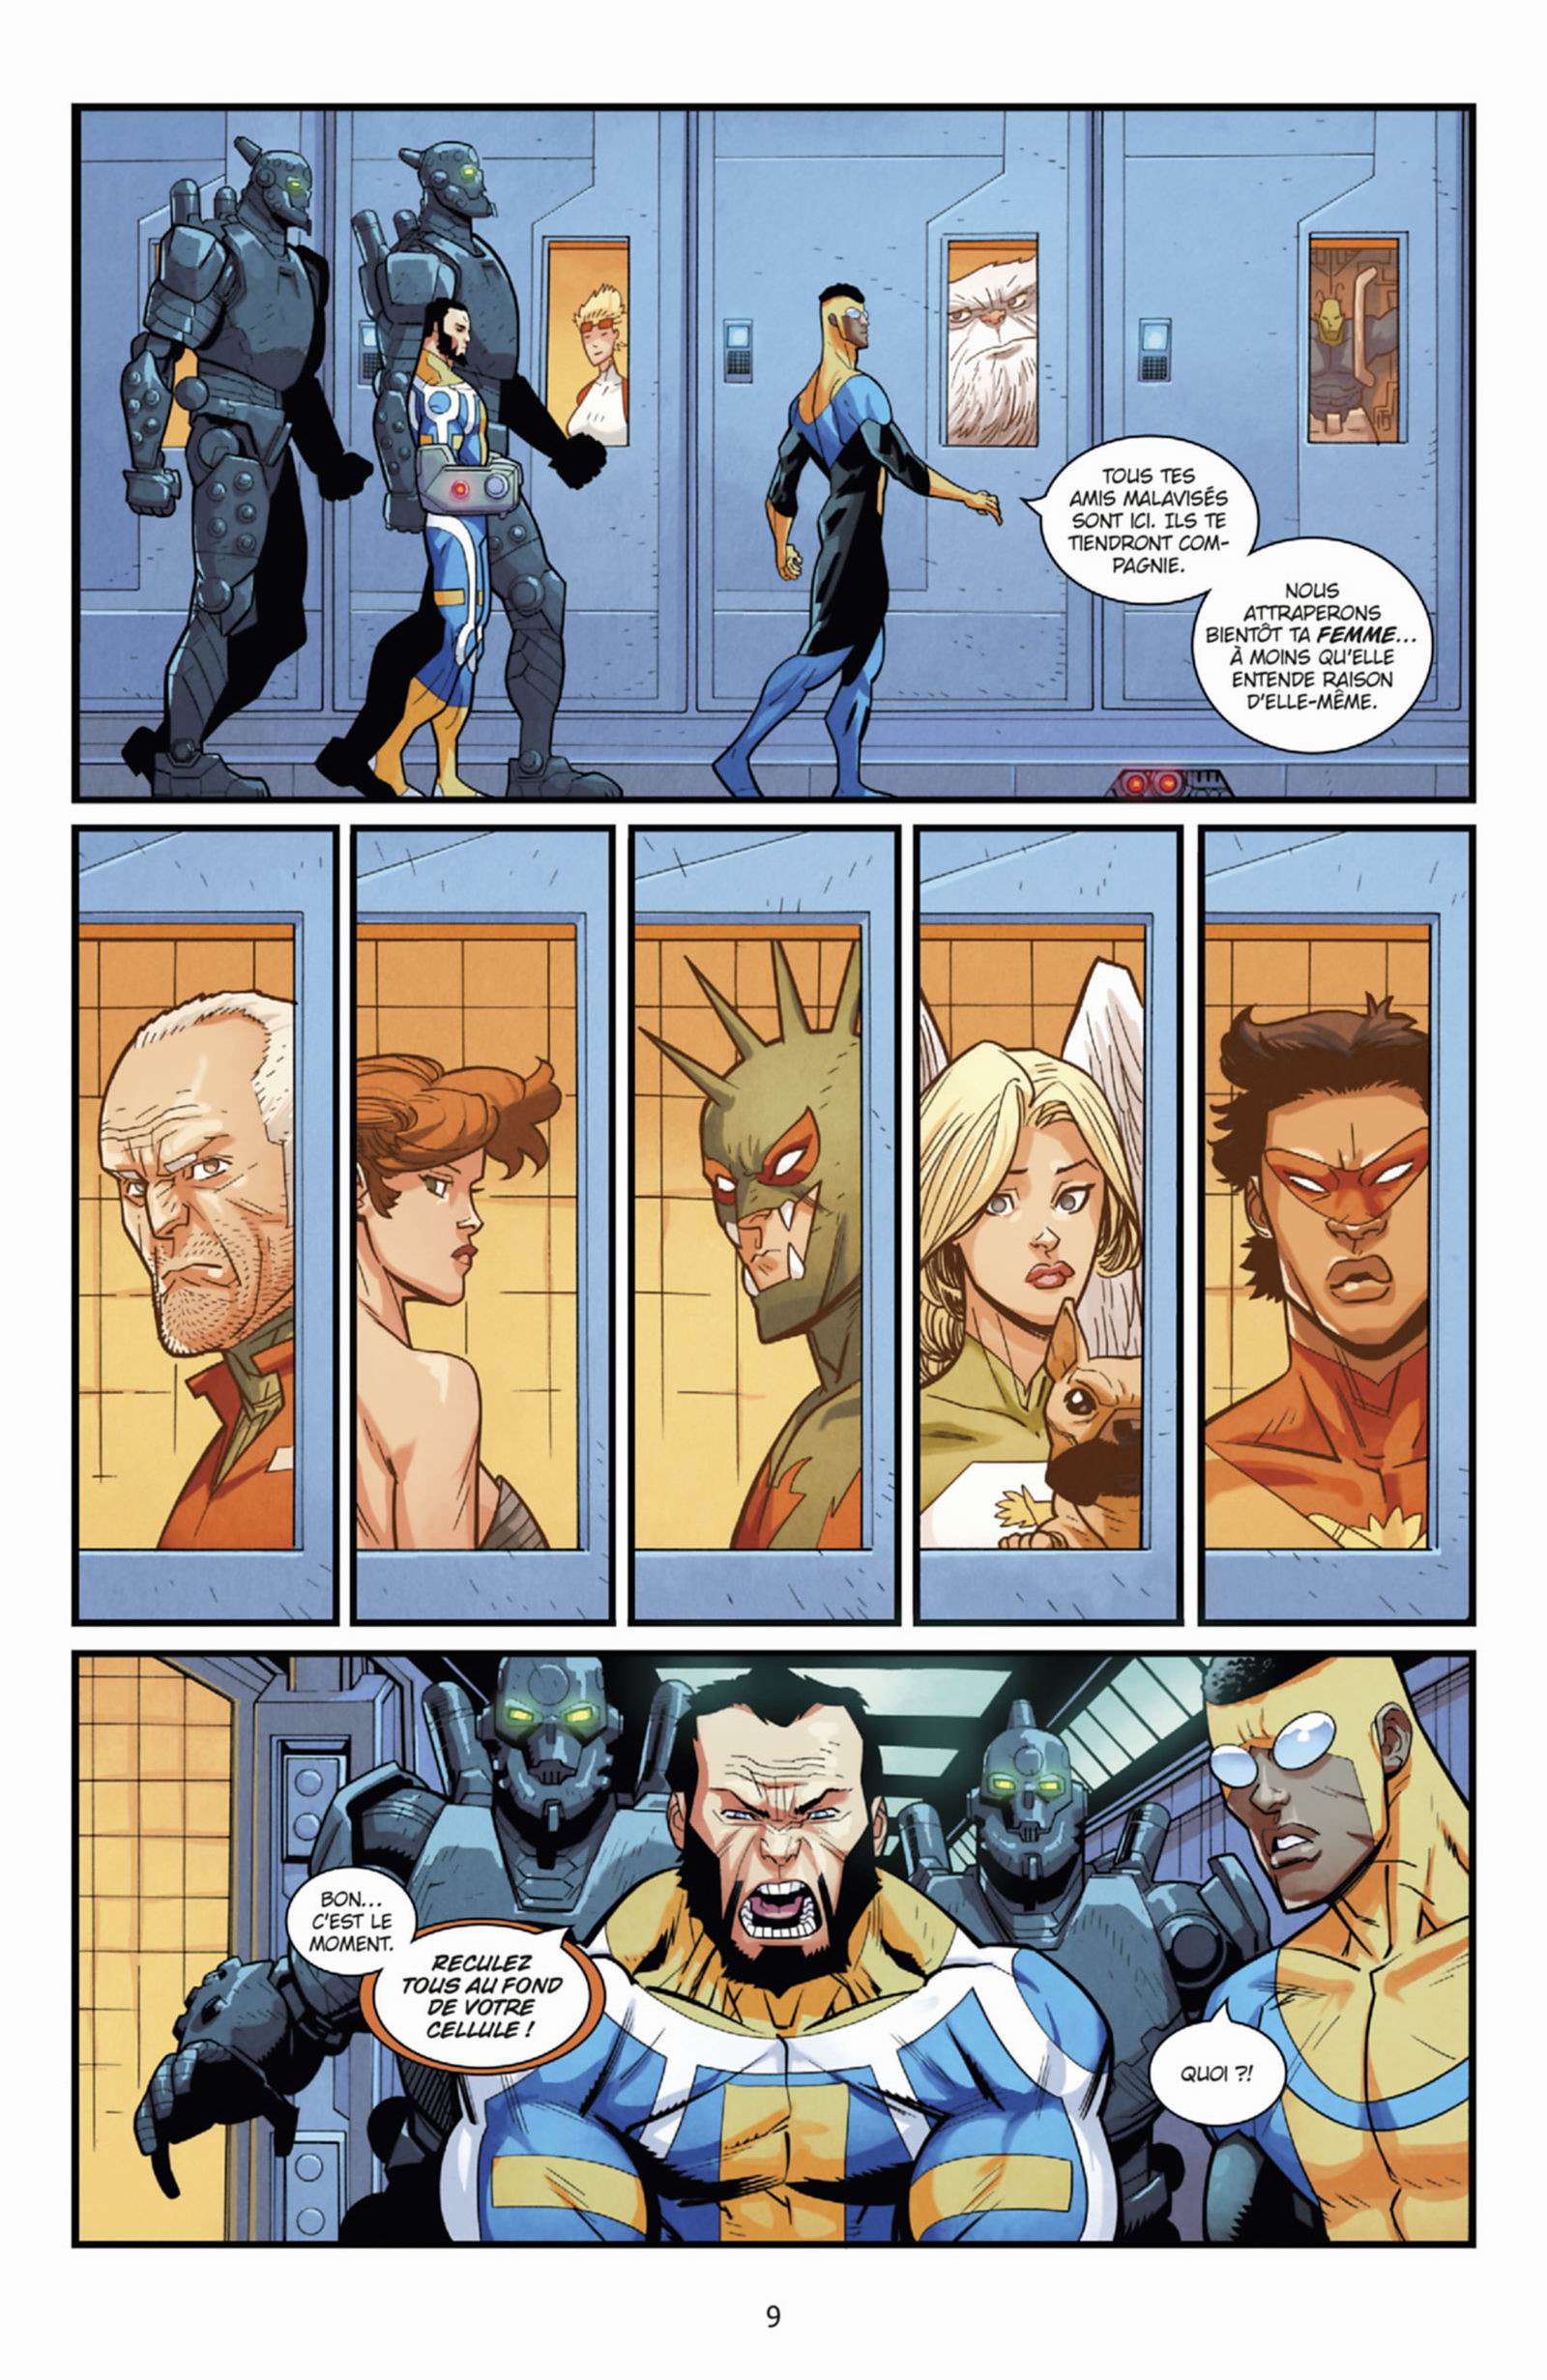 TOUS TES
AMIS MALAVISÉS
SONT ICI. ILS TE
TIENDRONT COM-
PAGNIE.
NOUS
ATTRAPERONS
BIENTÔT TA FEMME...
À MOINS QU'ELLE
ENTENDE RAISON
D'ELLE-MÊME.
BON...
C'EST LE
MOMENT.
RECULEZ
TOUS AU FOND
DE VOTRE
CELLULE !
QUOI ?!
9